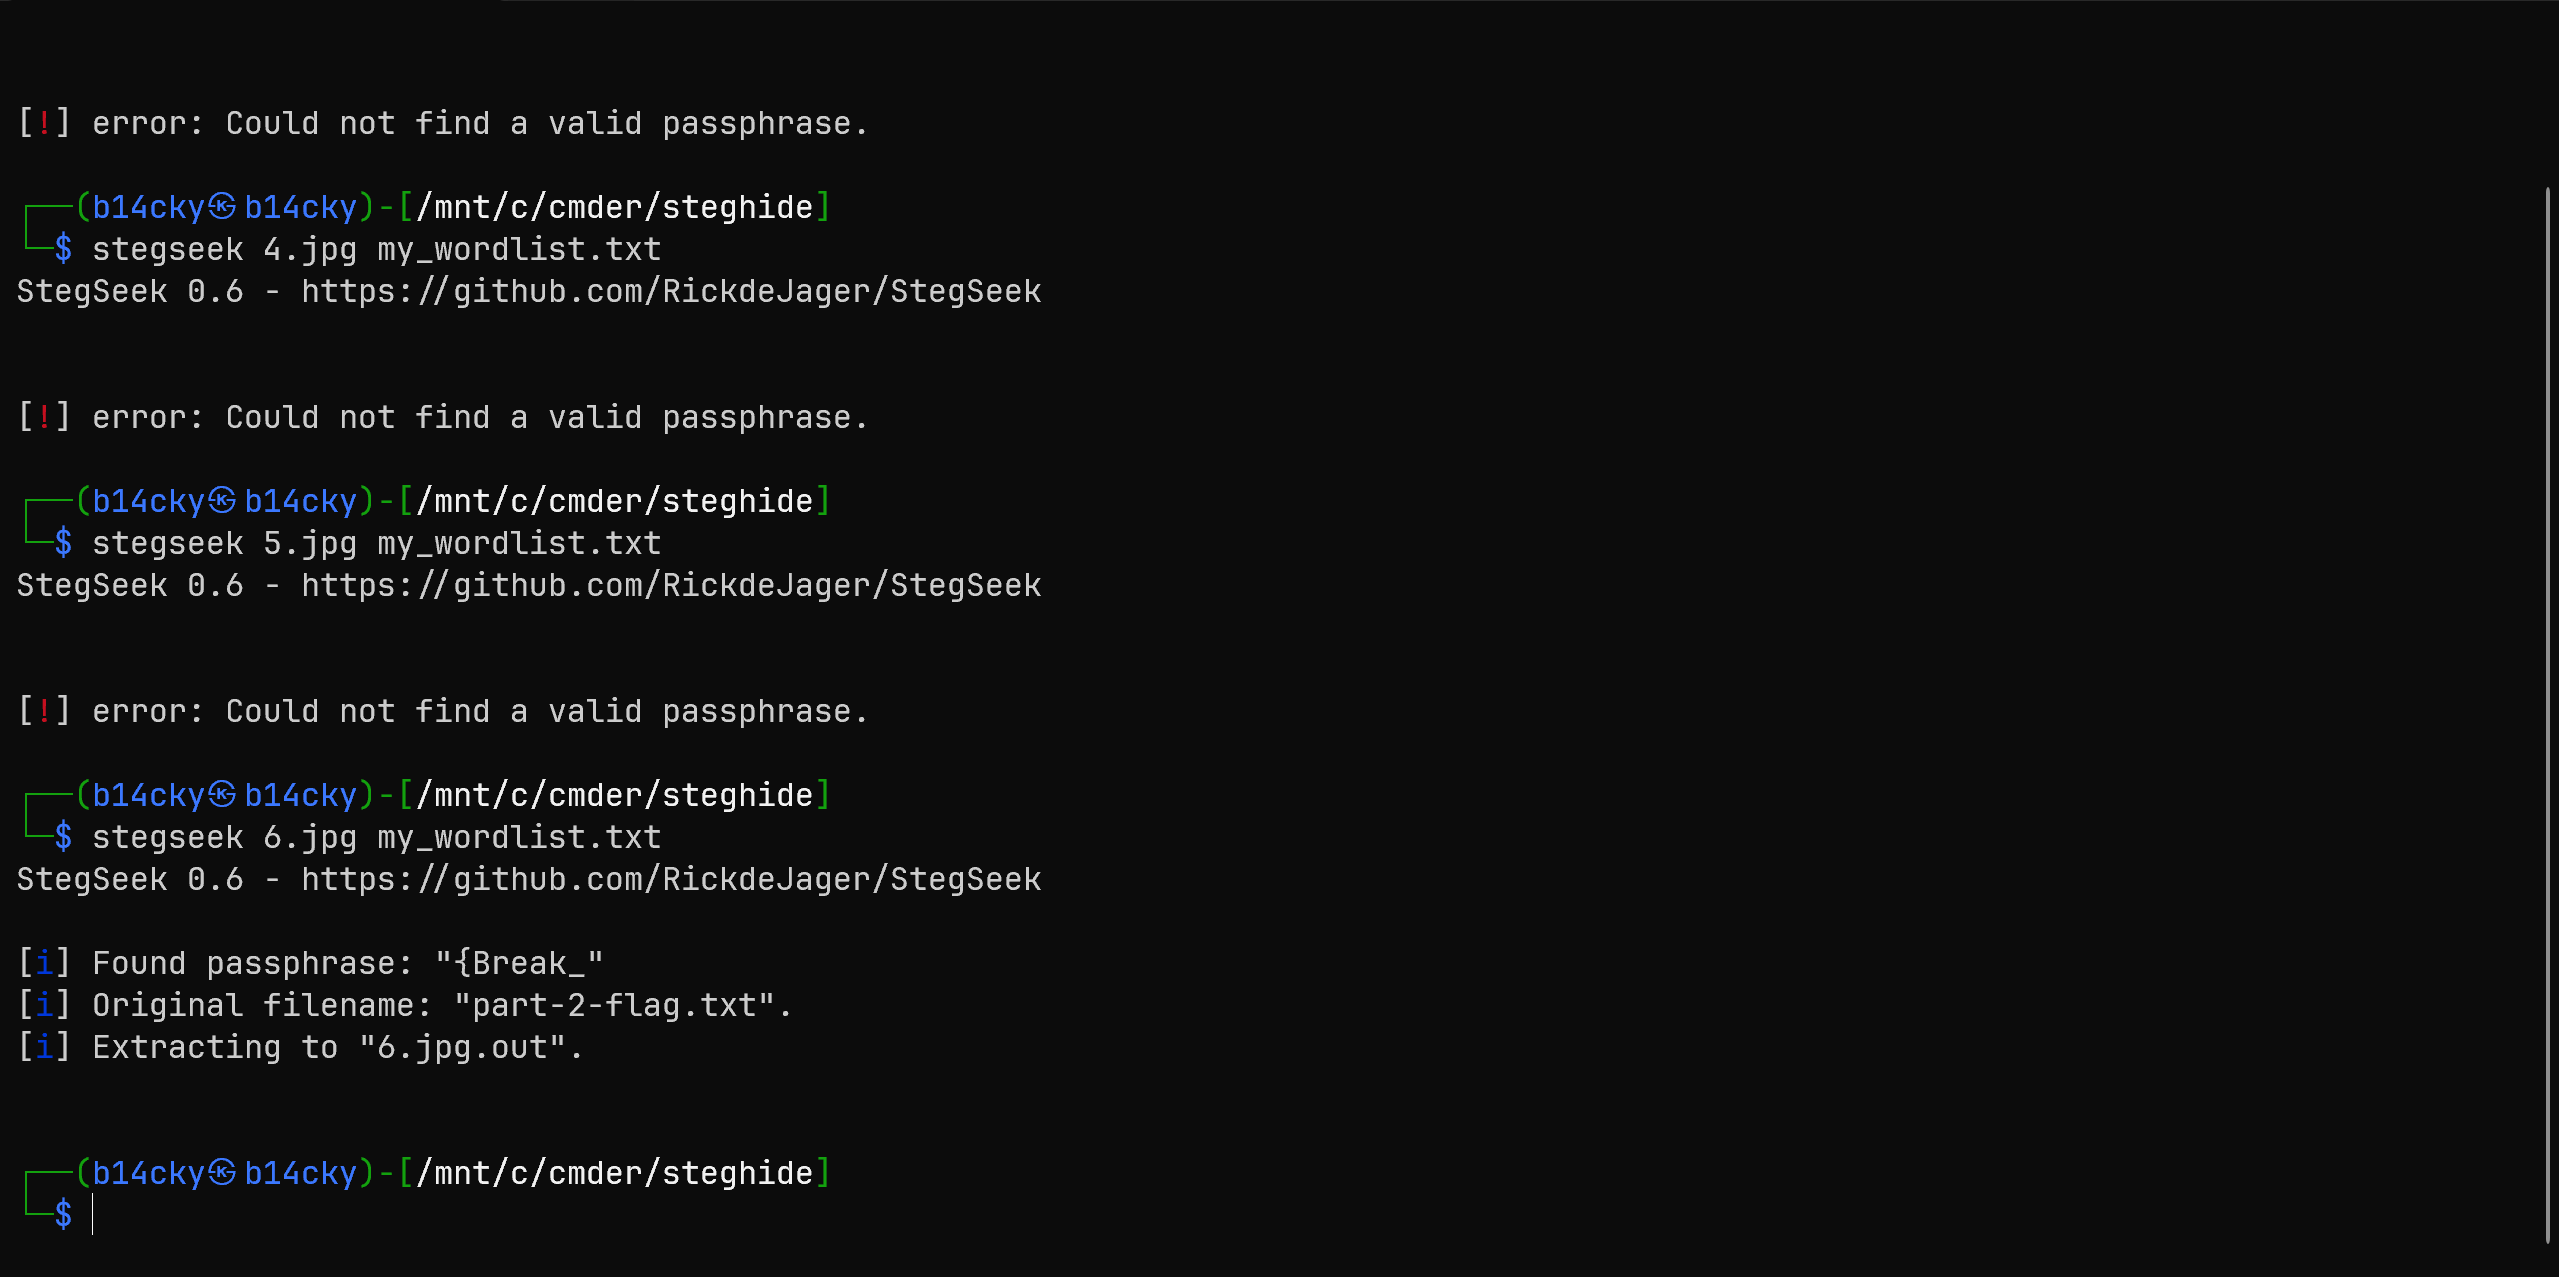 [!] error: Could not find a valid passphrase.
┌──(b14cky㉿b14cky)-[/mnt/c/cmder/steghide]
└─$ stegseek 4.jpg my_wordlist.txt
StegSeek 0.6 - https://github.com/RickdeJager/StegSeek
[!] error: Could not find a valid passphrase.
┌──(b14cky㉿b14cky)-[/mnt/c/cmder/steghide]
└─$ stegseek 5.jpg my_wordlist.txt
StegSeek 0.6 - https://github.com/RickdeJager/StegSeek
[!] error: Could not find a valid passphrase.
┌──(b14cky㉿b14cky)-[/mnt/c/cmder/steghide]
└─$ stegseek 6.jpg my_wordlist.txt
StegSeek 0.6 - https://github.com/RickdeJager/StegSeek
[i] Found passphrase: "{Break_"
[i] Original filename: "part-2-flag.txt".
[i] Extracting to "6.jpg.out".
┌──(b14cky㉿b14cky)-[/mnt/c/cmder/steghide]
└─$